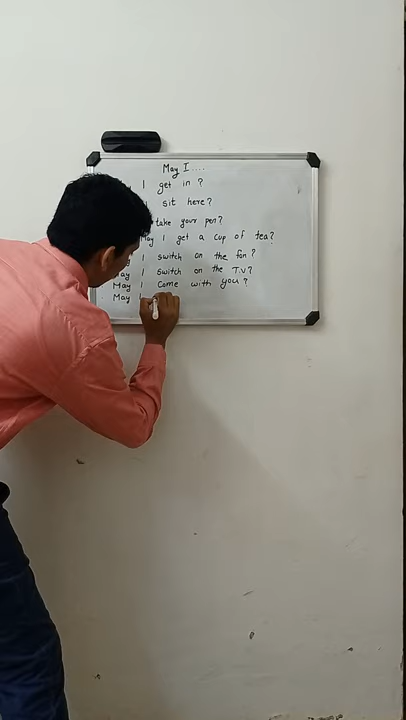 May I....
I get in ?
sit here?
take your pen?
May I get a cup of tea?
I switch on the fan?
May I switch on the T.V?
May I Come with you?
May I